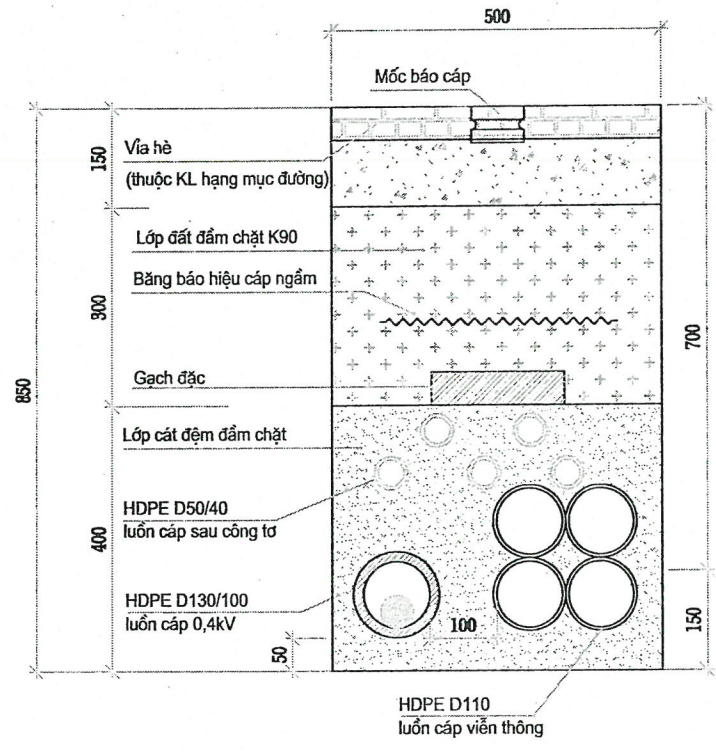 500
Mốc báo cáp
Vỉa hè
(thuộc KL hạng mục đường)
150
Lớp đất đầm chặt K90
Băng báo hiệu cáp ngầm
300
700
850
Gạch đặc
Lớp cát đệm đầm chặt
HDPE D50/40
luồn cáp sau công tơ
400
HDPE D130/100
luồn cáp 0,4kV
100
150
50
HDPE D110
luồn cáp viễn thông